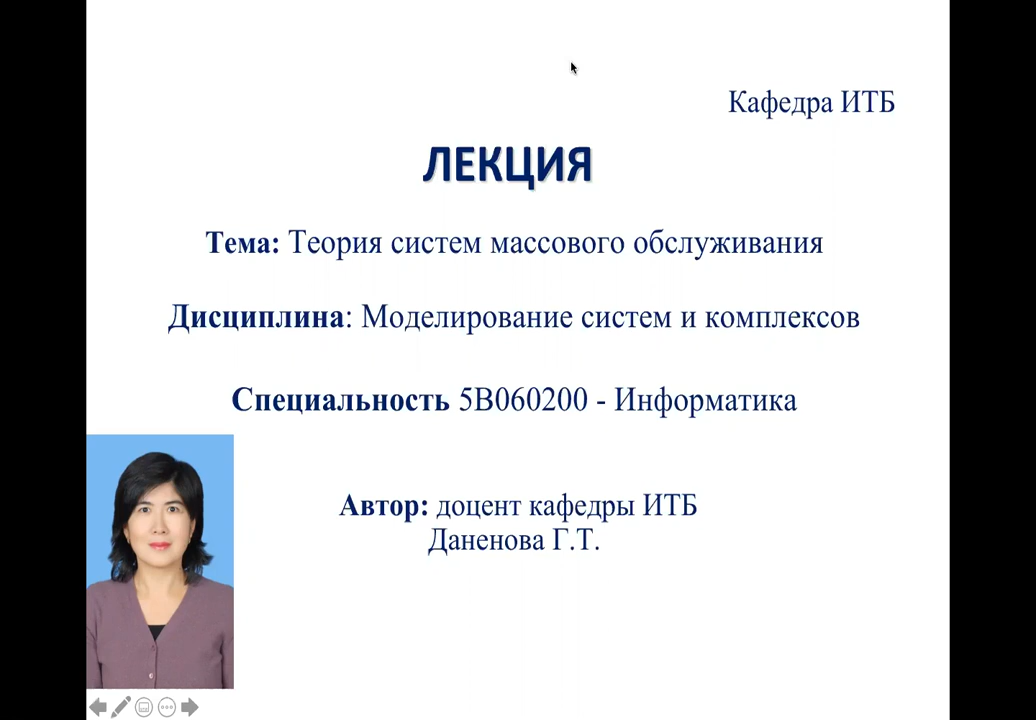 Кафедра ИТБ
ЛЕКЦИЯ
Тема: Теория систем массового обслуживания
Дисциплина: Моделирование систем и комплексов
Специальность 5В060200 - Информатика
Автор: доцент кафедры ИТБ
Даненова Г.Т.